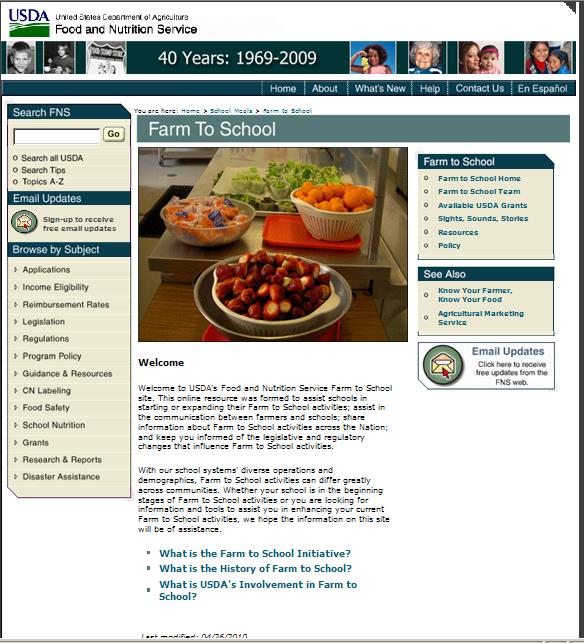 USDA
United States Department of Agriculture
Food and Nutrition Service
40 Years: 1969-2009
Home
About
What's New
Help
Contact Us
En Español
Search FNS
Go
Search all USDA
Search Tips
Topics A-Z
Email Updates
Sign-up to receive
free email updates
Browse by Subject
Applications
Income Eligibility
Reimbursement Rates
Legislation
Regulations
Program Policy
Guidance & Resources
CN Labeling
Food Safety
School Nutrition
Grants
Research & Reports
Disaster Assistance
You are here: Home > School Meals > Farm to School
Farm To School
Welcome
Welcome to USDA's Food and Nutrition Service Farm to School
site. This online resource was formed to assist schools in
starting or expanding their Farm to School activities; assist in
the communication between farmers and schools; share
information about Farm to School activities across the Nation;
and keep you informed of the legislative and regulatory
changes that influence Farm to School activities.
With our school systems' diverse operations and
demographics, Farm to School activities can differ greatly
across communities. Whether your school is in the beginning
stages of Farm to School activities or you are looking for
information and tools to assist you in enhancing your current
Farm to School activities, we hope the information on this site
will be of assistance.
What is the Farm to School Initiative?
What is the History of Farm to School?
What is USDA's Involvement in Farm to
School?
Last modified: 04/26/2010
Farm to School
Farm to School Home
Farm to School Team
Available USDA Grants
Sights, Sounds, Stories
Resources
Policy
See Also
Know Your Farmer,
Know Your Food
Agricultural Marketing
Service
Email Updates
Click here to receive
free updates from the
FNS web.